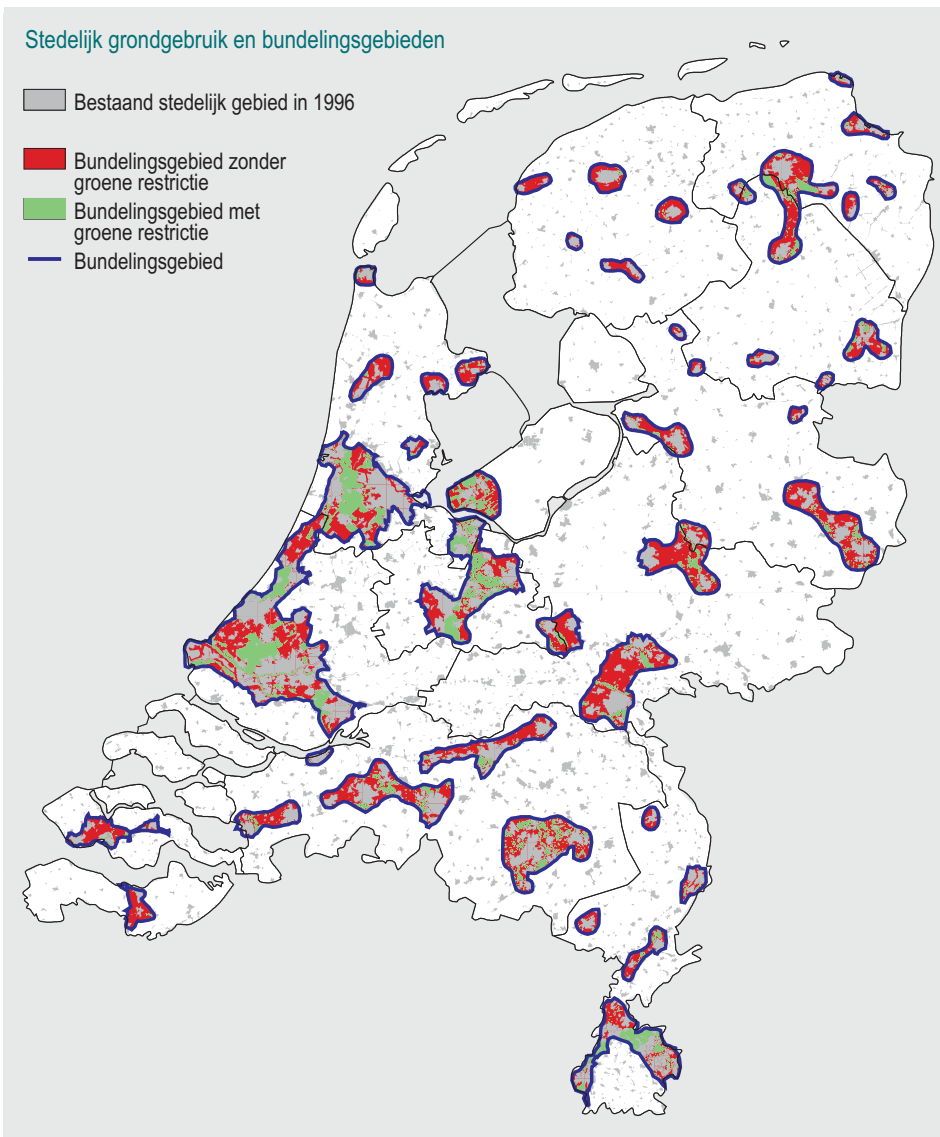 Stedelijk grondgebruik en bundelingsgebieden
Bestaand stedelijk gebied in 1996
Bundelingsgebied zonder
groene restrictie
Bundelingsgebied met
groene restrictie
Bundelingsgebied